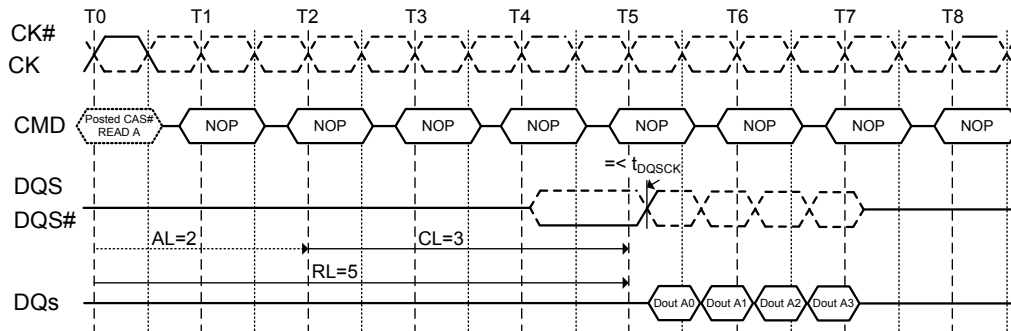 T0 T1 T2 T3 T4 T5 T6 T7 T8
CK#
CK
CMD
Posted CAS#
READ A
NOP NOP NOP NOP NOP NOP NOP NOP
=< tDQSCK
DQS
DQS#
AL=2 CL=3
RL=5
DQs
Dout A0 Dout A1 Dout A2 Dout A3